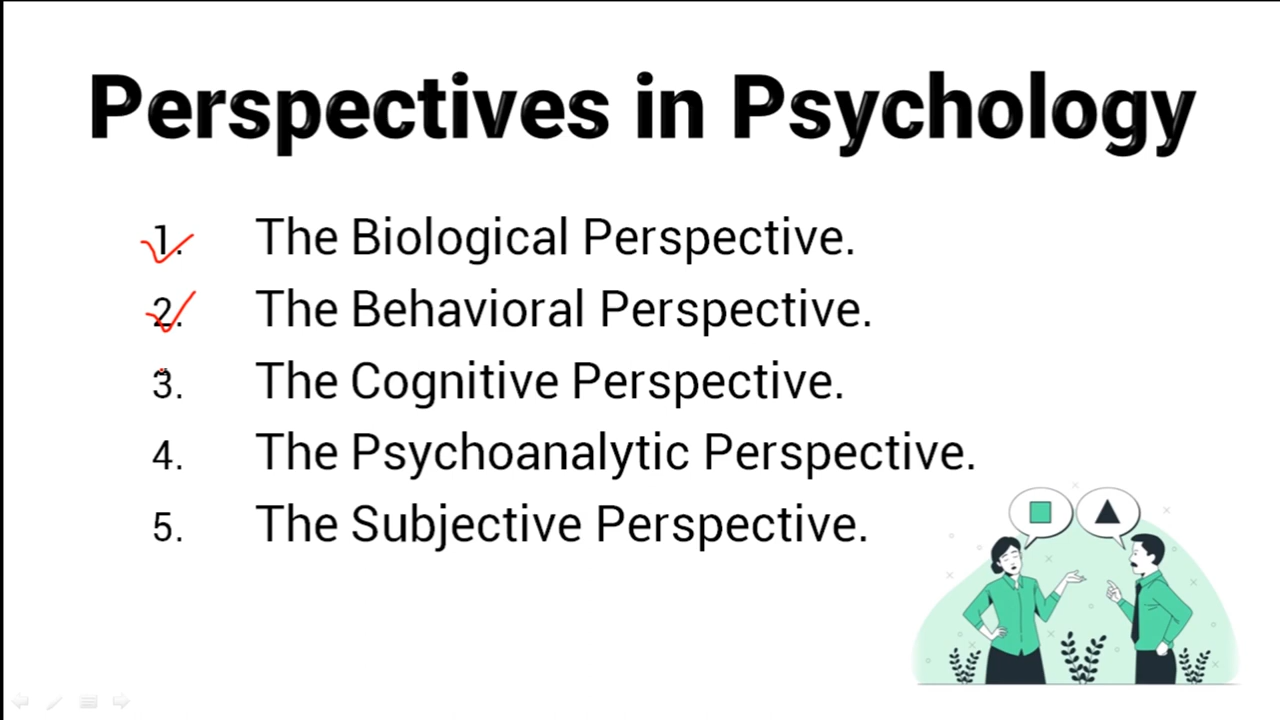 Perspectives in Psychology
1. The Biological Perspective.
2. The Behavioral Perspective.
3. The Cognitive Perspective.
4. The Psychoanalytic Perspective.
5. The Subjective Perspective.